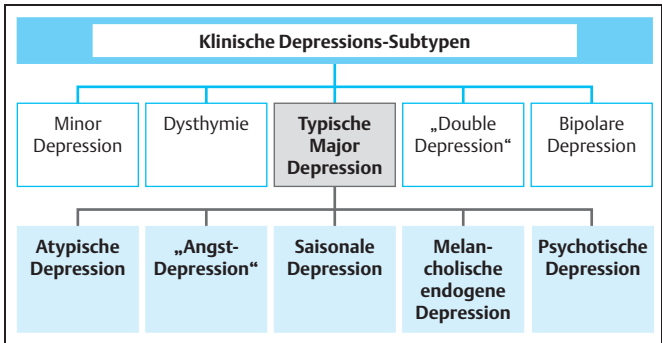 Klinische Depressions-Subtypen
Minor
Depression
Dysthymie
Typische
Major
Depression
„Double
Depression“
Bipolare
Depression
Atypische
Depression
„Angst-
Depression“
Saisonale
Depression
Melan-
cholische
endogene
Depression
Psychotische
Depression